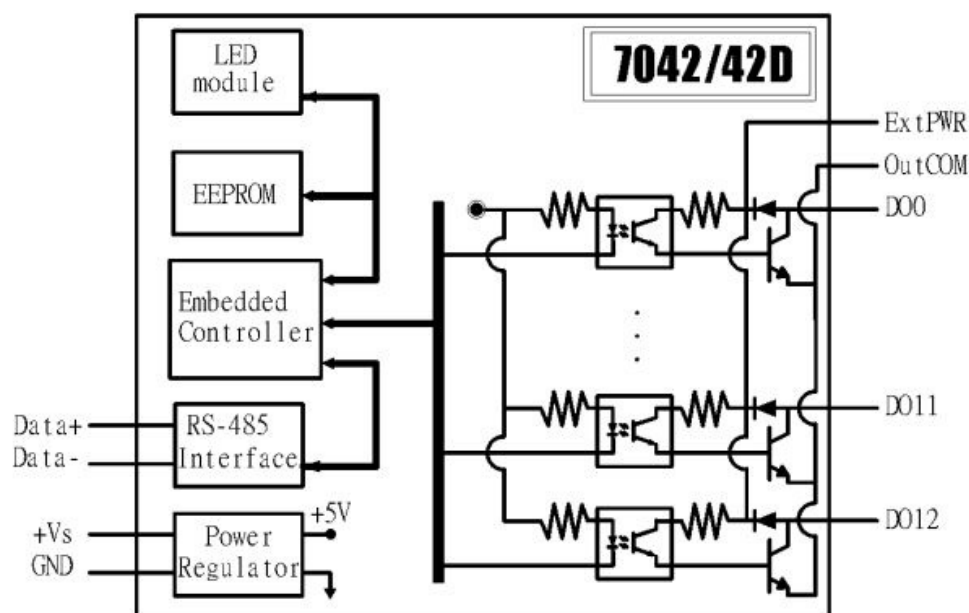 LED
module
7042/42D
ExtPWR
OutCOM
EEPROM
DO0
Embedded
Controller
DO11
Data+
RS-485
Data-
Interface
DO12
+5V
+Vs
Power
GND
Regulator